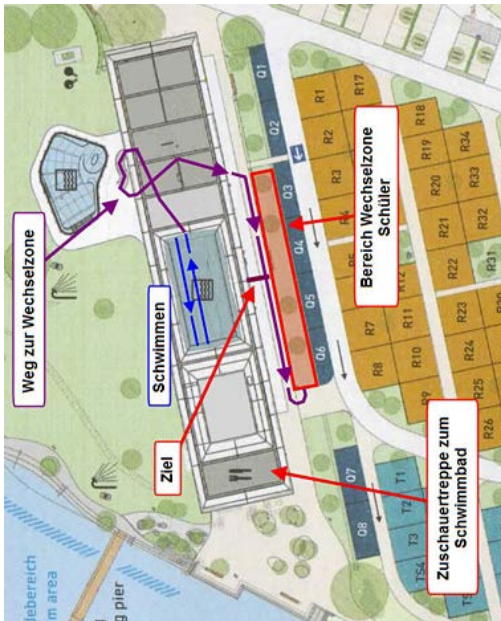 Weg zur Wechselzone
Schwimmen
Ziel
Bereich Wechselzone
Schüler
Zuschauertreppe zum
Schwimmbad
debereich
m area
g pier
Q1
Q2
Q3
Q4
Q5
Q6
Q7
Q8
R1
R2
R3
R4
R7
R8
R10
R11
R12
R17
R18
R19
R20
R21
R22
R23
R24
R25
R26
R31
R32
R33
R34
T1
T2
T3
T4
TS4